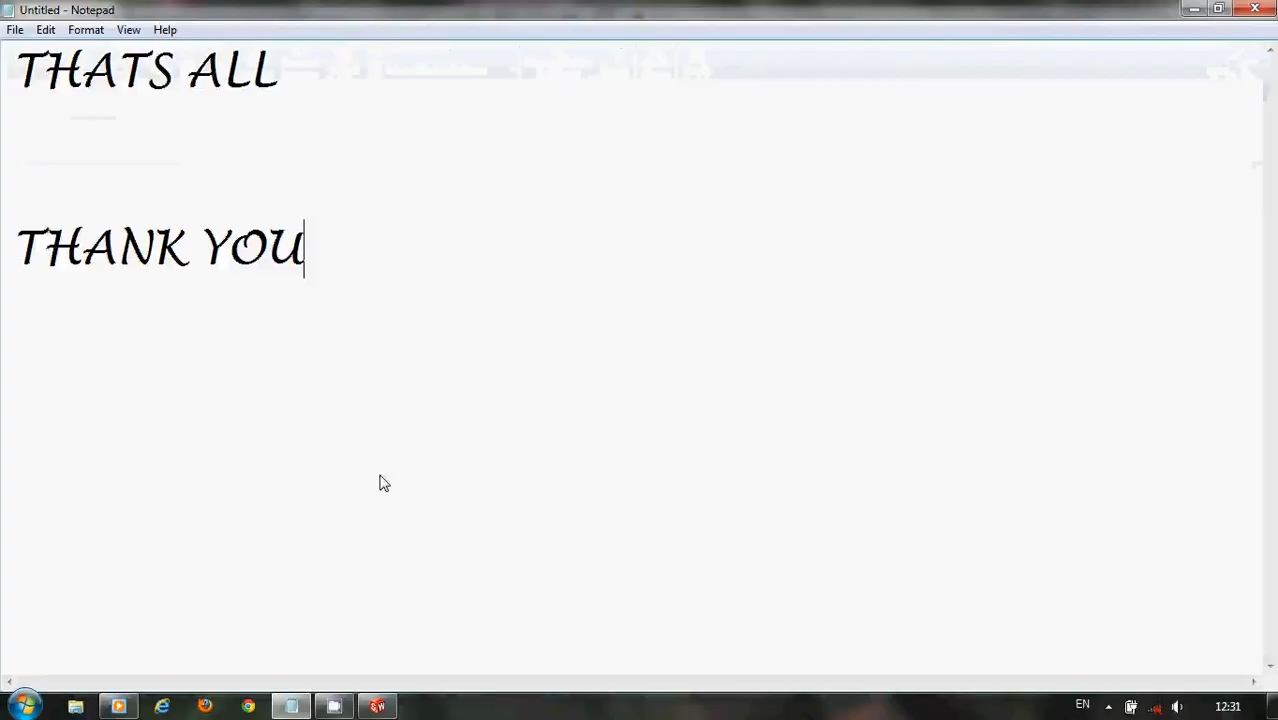 Untitled - Notepad
File Edit Format View Help
THATS ALL
THANK YOU
EN 12:31